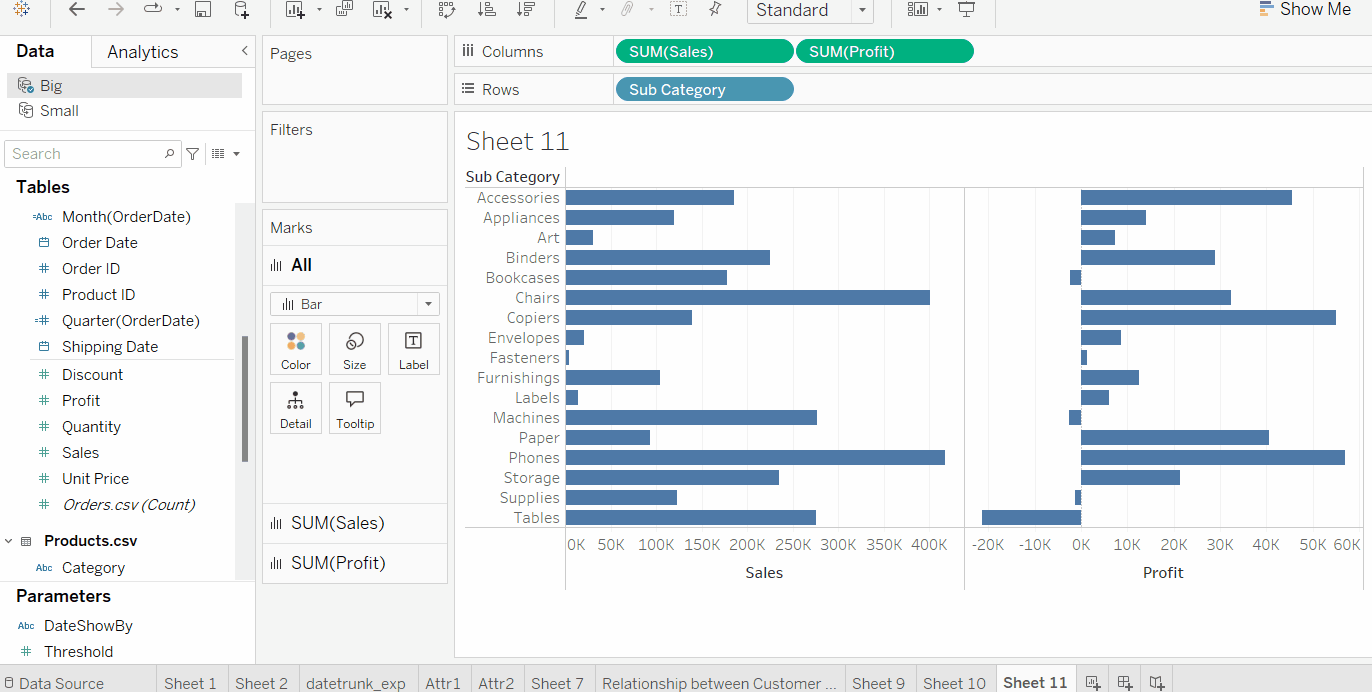 Standard
Show Me
Data
Analytics
Big
Small
Search
Tables
=Abc Month(OrderDate)
Order Date
# Order ID
# Product ID
=# Quarter(OrderDate)
Shipping Date
# Discount
# Profit
# Quantity
# Sales
# Unit Price
# Orders.csv (Count)
Products.csv
Abc Category
Parameters
Abc DateShowBy
# Threshold
Pages
Filters
Marks
All
Bar
Color
Size
Label
Detail
Tooltip
SUM(Sales)
SUM(Profit)
Columns SUM(Sales) SUM(Profit)
Rows Sub Category
Sheet 11
Sub Category
Accessories
Appliances
Art
Binders
Bookcases
Chairs
Copiers
Envelopes
Fasteners
Furnishings
Labels
Machines
Paper
Phones
Storage
Supplies
Tables
0K 50K 100K 150K 200K 250K 300K 350K 400K
-20K -10K 0K 10K 20K 30K 40K 50K 60K
Sales
Profit
Data Source Sheet 1 Sheet 2 datetrunk_exp Attr1 Attr2 Sheet 7 Relationship between Customer ... Sheet 9 Sheet 10 Sheet 11